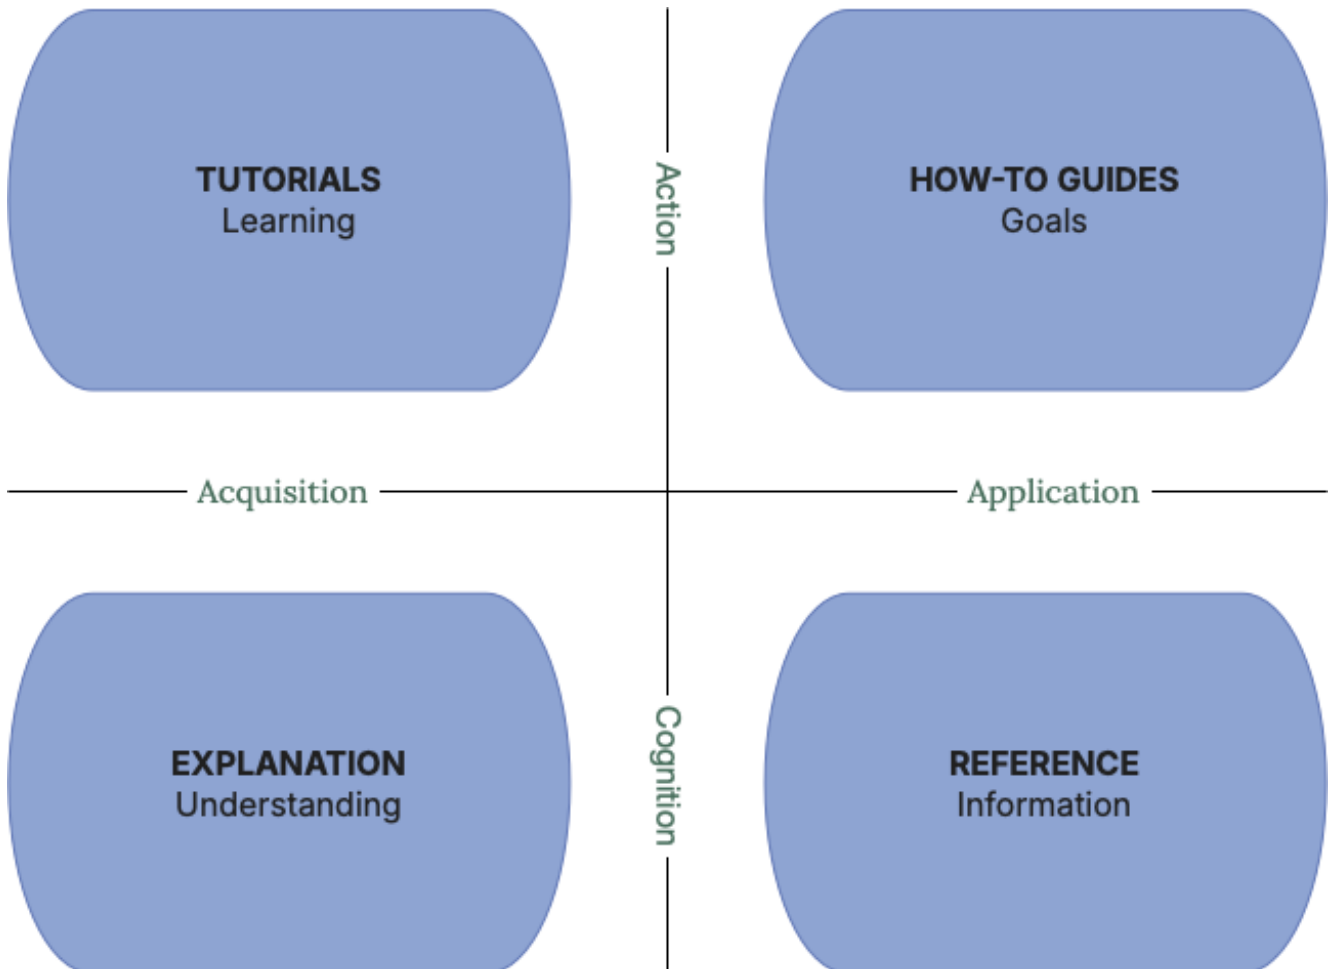 TUTORIALS
Learning
Action
HOW-TO GUIDES
Goals
Acquisition
Application
EXPLANATION
Understanding
Cognition
REFERENCE
Information